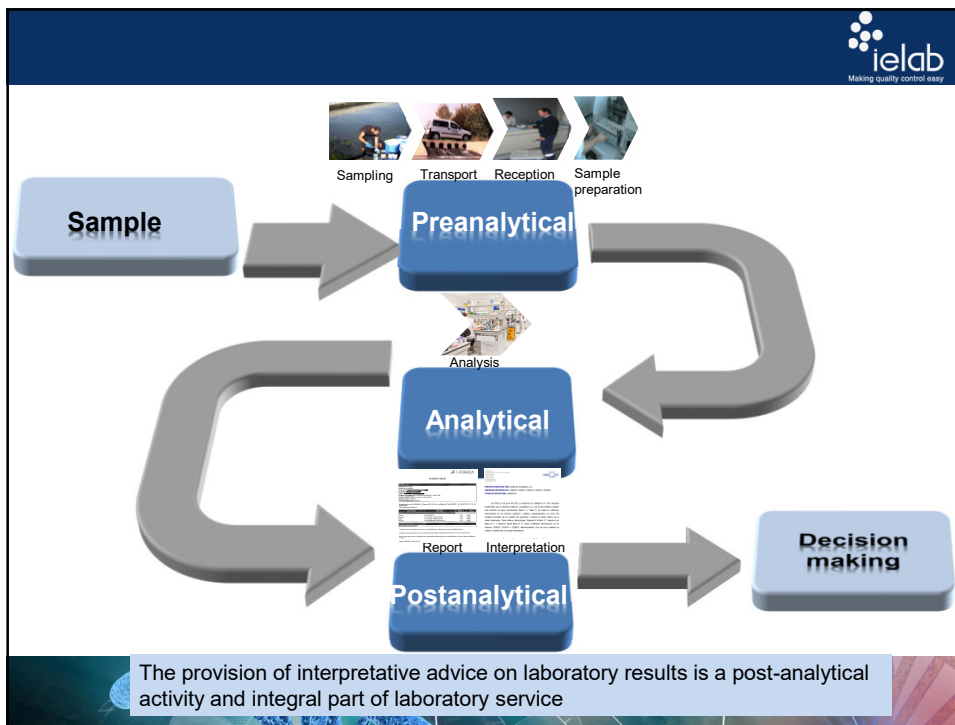 ielab
Making quality control easy
Sampling
Transport
Reception
Sample
preparation
Sample
Preanalytical
Analysis
Analytical
Report
Interpretation
Postanalytical
Decision
making
The provision of interpretative advice on laboratory results is a post-analytical
activity and integral part of laboratory service